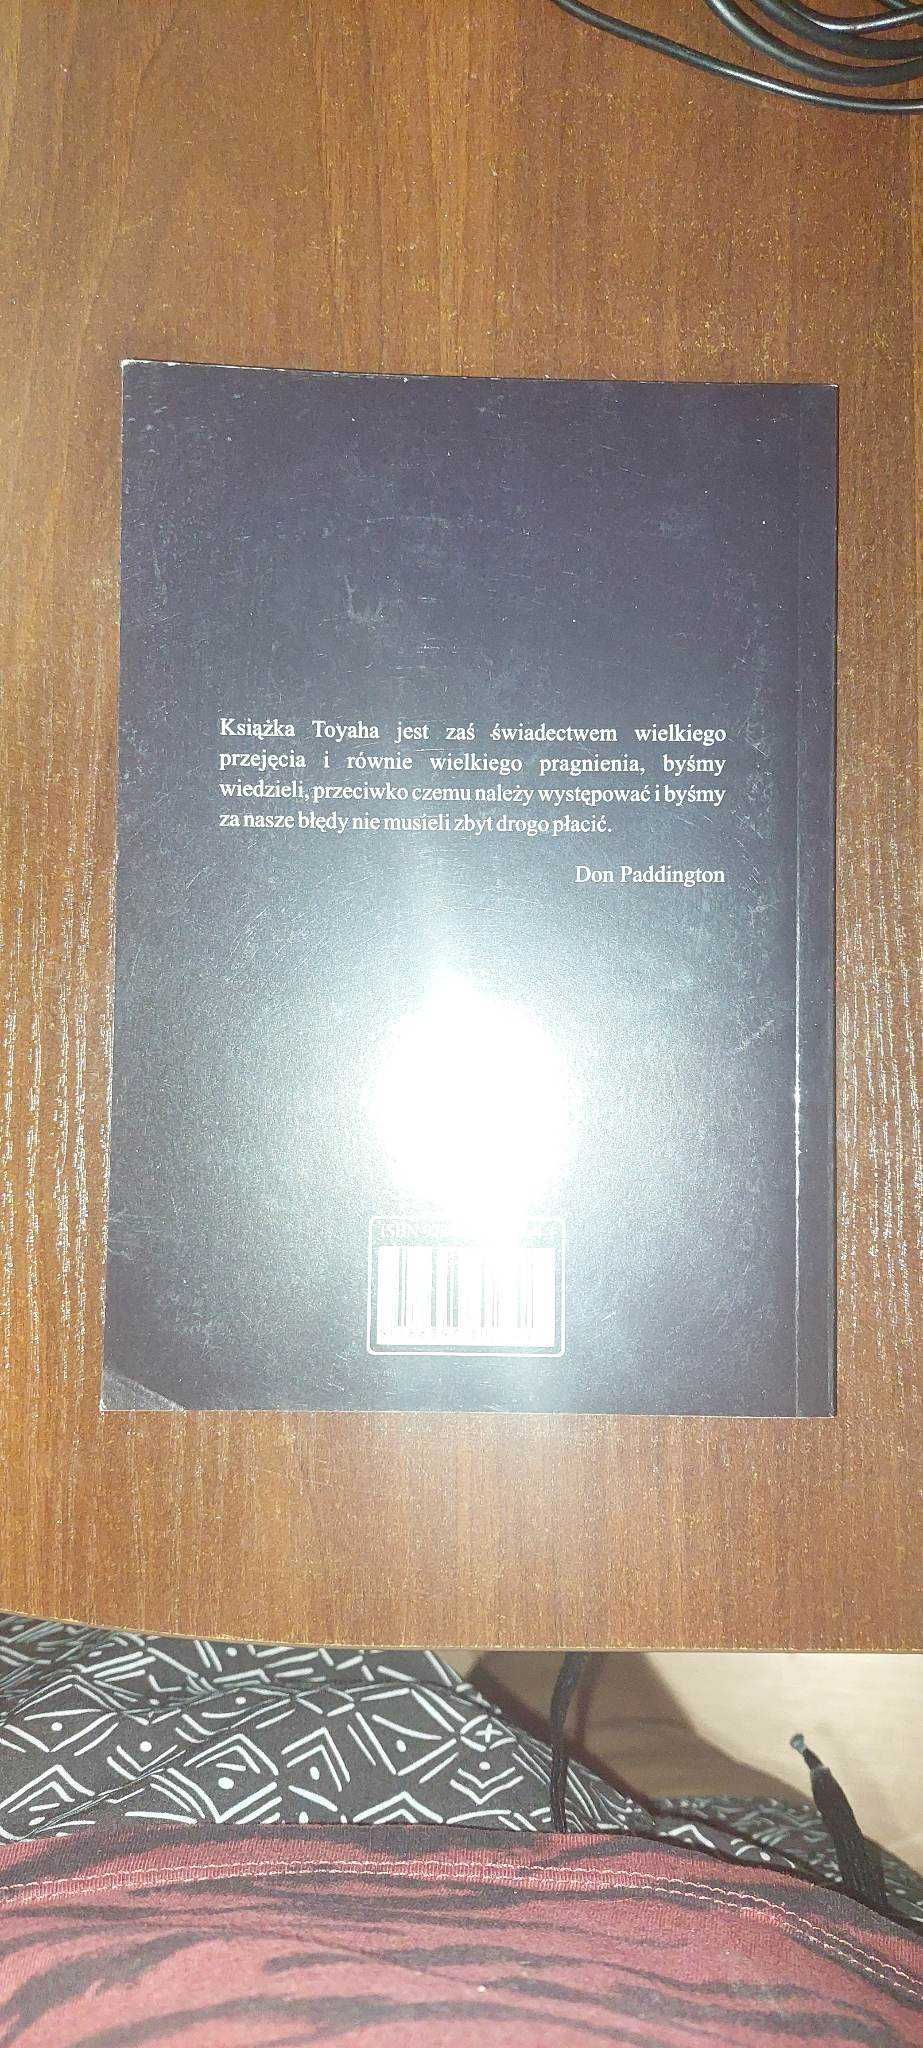 Książka Toyaha jest zaś świadectwem wielkiego
przejęcia i równie wielkiego pragnienia, byśmy
wiedzieli, przeciwko czemu należy występować i byśmy
za nasze błędy nie musieli zbyt drogo płacić.
Don Paddington
ISBN